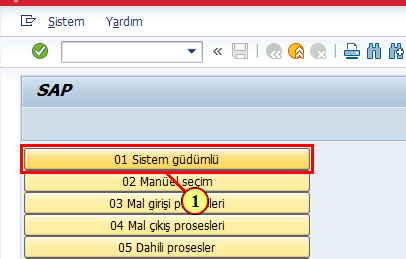 Sistem Yardım
SAP
01 Sistem güdümlü
02 Manüel seçim
03 Mal girişi
1
04 Mal çıkış prosesleri
05 Dahili prosesler